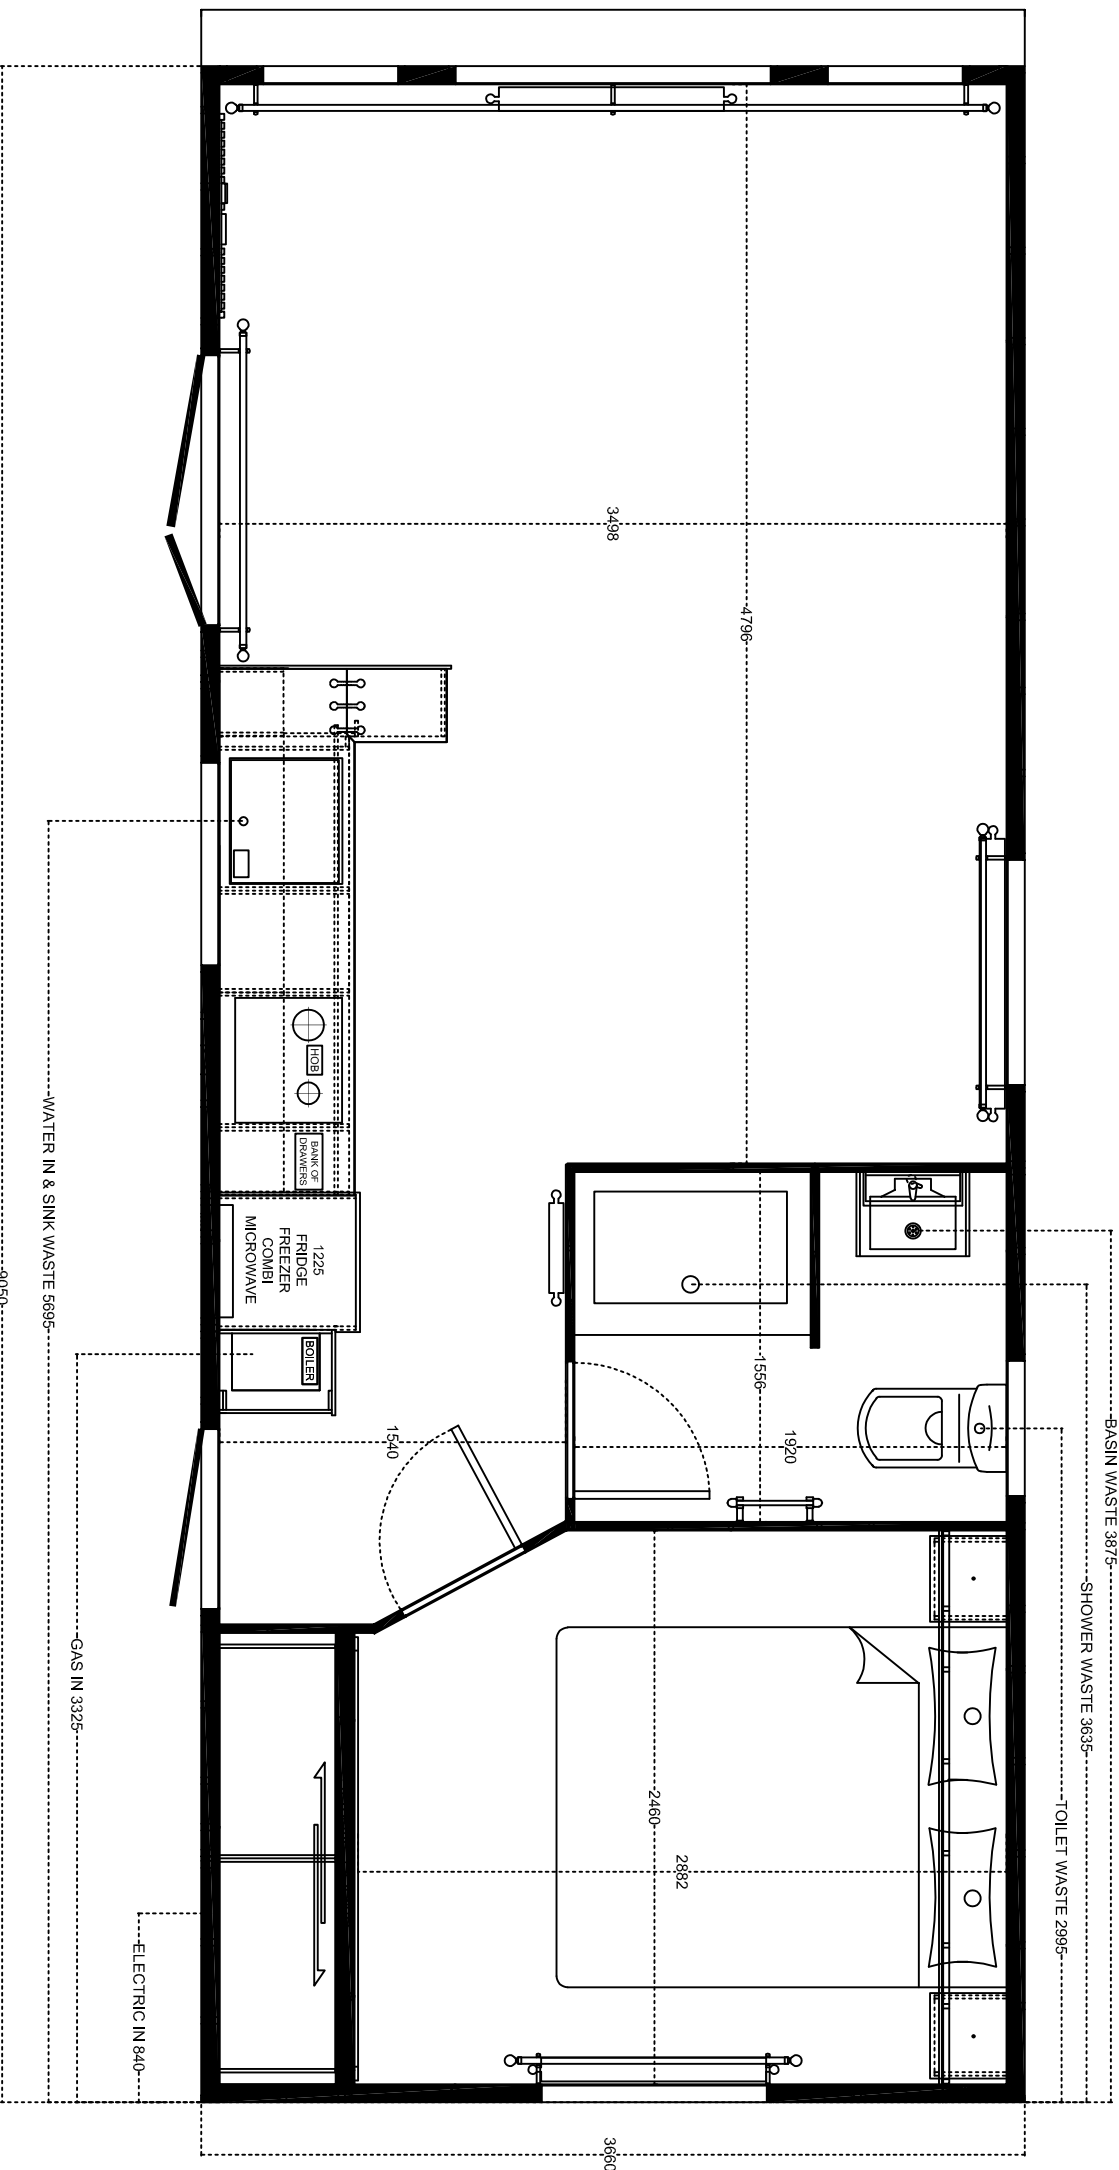 3498
4796
HOB
BANK OF
DRAWERS
1225
FRIDGE
FREEZER
COMBI
MICROWAVE
BOILER
1556
1920
1540
2460
2882
WATER IN & SINK WASTE 5695
GAS IN 3325
ELECTRIC IN 840
BASIN WASTE 3875
SHOWER WASTE 3635
TOILET WASTE 2995
9050
3660